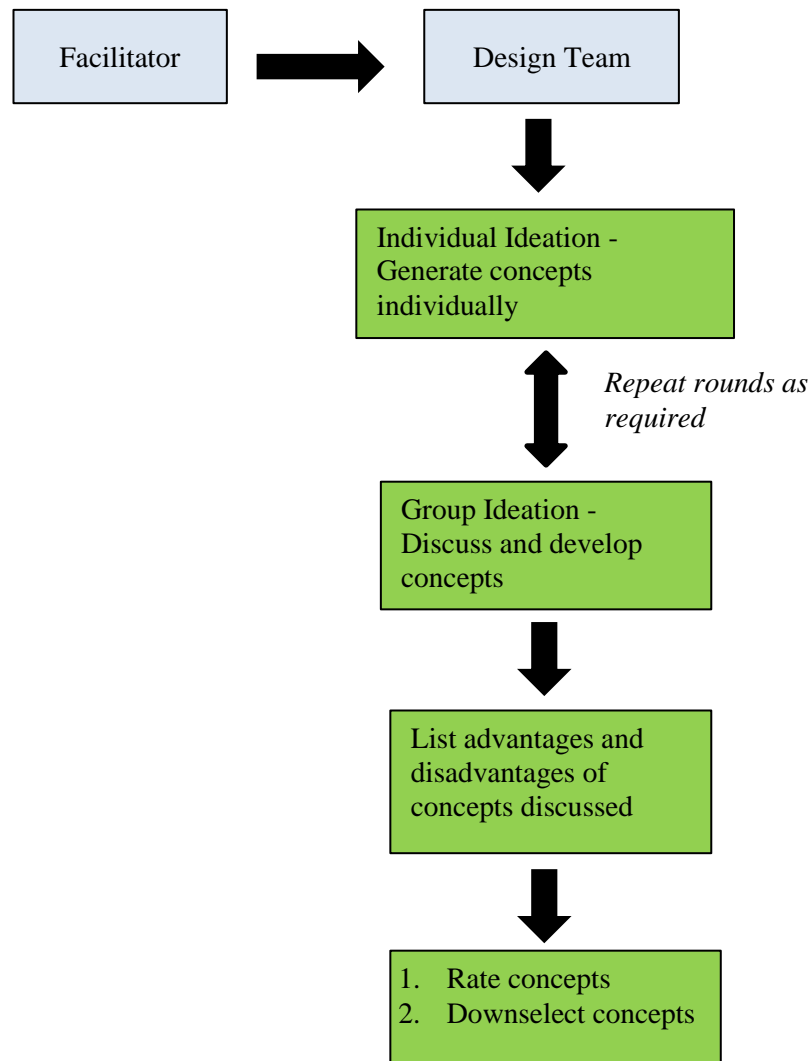 Facilitator
Design Team
Individual Ideation -
Generate concepts
individually
Repeat rounds as
required
Group Ideation -
Discuss and develop
concepts
List advantages and
disadvantages of
concepts discussed
1. Rate concepts
2. Downselect concepts